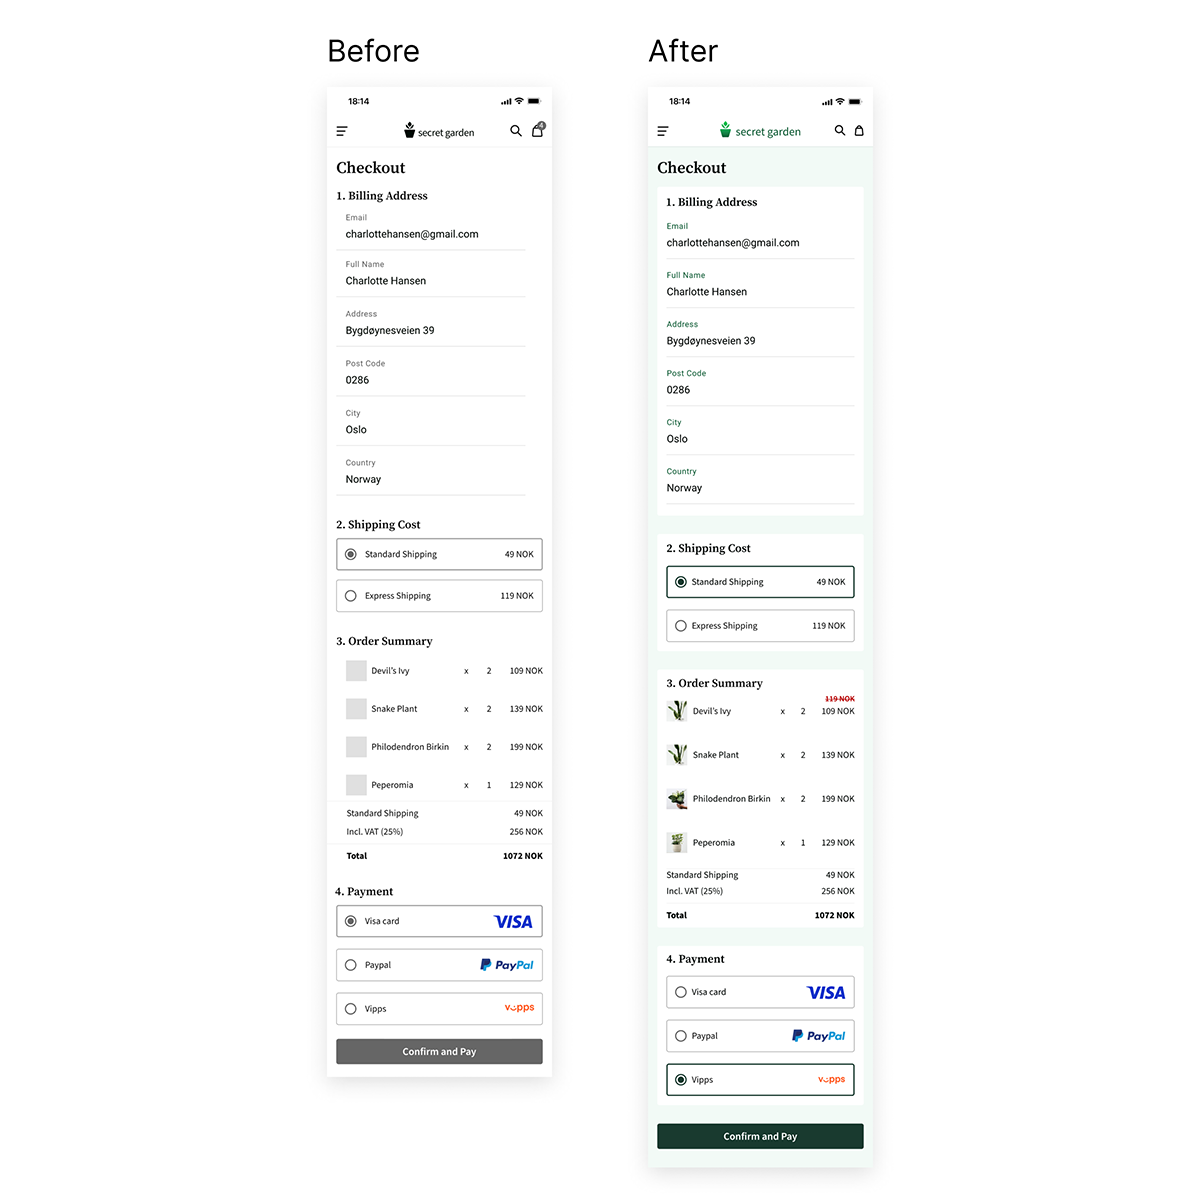 Before
18:14
secret garden
4
Checkout
1. Billing Address
Email
charlottehansen@gmail.com
Full Name
Charlotte Hansen
Address
Bygdøynesveien 39
Post Code
0286
City
Oslo
Country
Norway
2. Shipping Cost
Standard Shipping 49 NOK
Express Shipping 119 NOK
3. Order Summary
Devil's Ivy x 2 109 NOK
Snake Plant x 2 139 NOK
Philodendron Birkin x 2 199 NOK
Peperomia x 1 129 NOK
Standard Shipping 49 NOK
Incl. VAT (25%) 256 NOK
Total 1072 NOK
4. Payment
Visa card VISA
Paypal PayPal
Vipps vipps
Confirm and Pay
After
18:14
secret garden
Checkout
1. Billing Address
Email
charlottehansen@gmail.com
Full Name
Charlotte Hansen
Address
Bygdøynesveien 39
Post Code
0286
City
Oslo
Country
Norway
2. Shipping Cost
Standard Shipping 49 NOK
Express Shipping 119 NOK
3. Order Summary
119 NOK
Devil's Ivy x 2 109 NOK
Snake Plant x 2 139 NOK
Philodendron Birkin x 2 199 NOK
Peperomia x 1 129 NOK
Standard Shipping 49 NOK
Incl. VAT (25%) 256 NOK
Total 1072 NOK
4. Payment
Visa card VISA
Paypal PayPal
Vipps vipps
Confirm and Pay